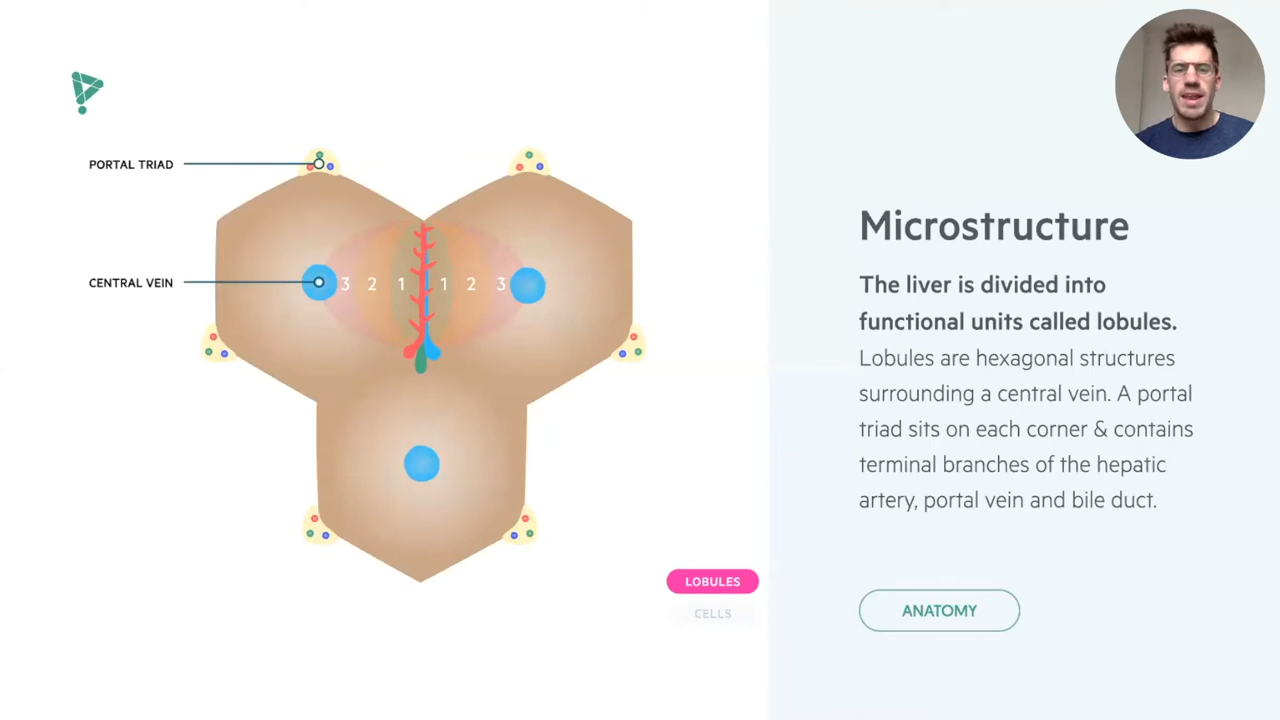 PORTAL TRIAD
CENTRAL VEIN
3 2 1 1 2 3
LOBULES
CELLS
Microstructure
The liver is divided into
functional units called lobules.
Lobules are hexagonal structures
surrounding a central vein. A portal
triad sits on each corner & contains
terminal branches of the hepatic
artery, portal vein and bile duct.
ANATOMY